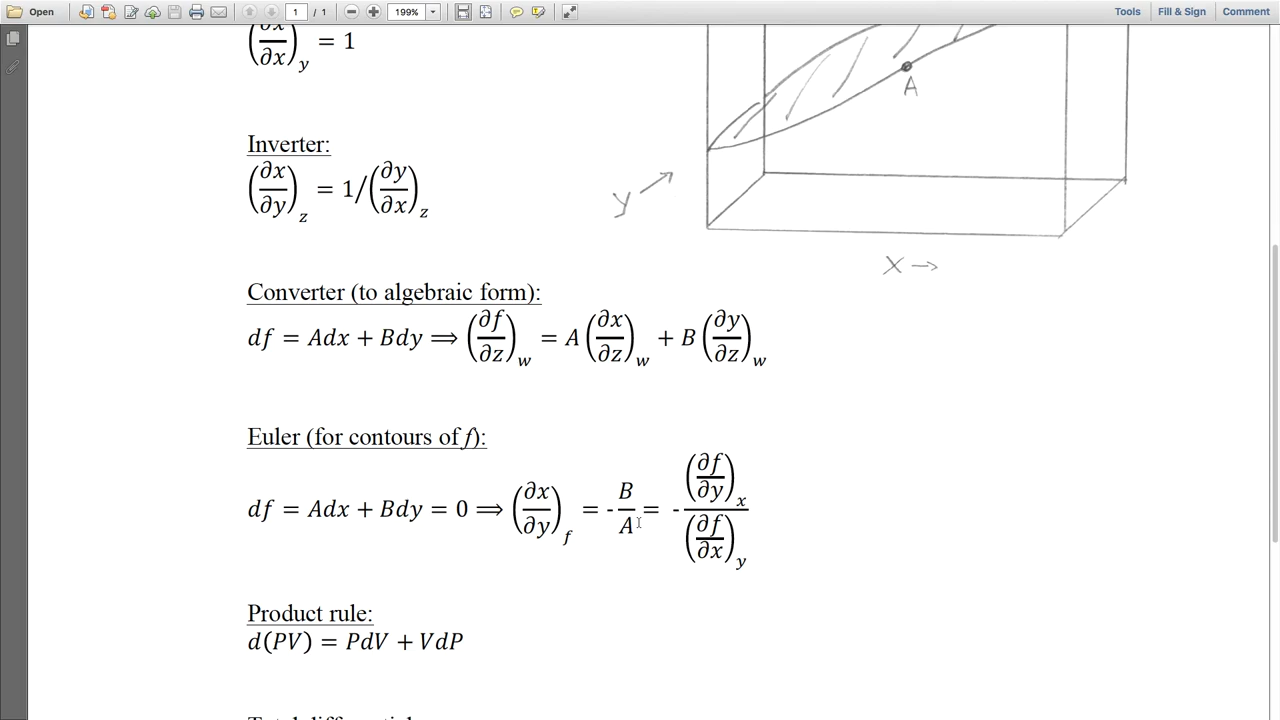 Open 1 / 1 199% Tools Fill & Sign Comment
(∂x/∂x)_y = 1
A
Inverter:
(∂x/∂y)_z = 1/(∂y/∂x)_z
y →
X →
Converter (to algebraic form):
df = Adx + Bdy ⟹ (∂f/∂z)_w = A (∂x/∂z)_w + B (∂y/∂z)_w
Euler (for contours of f):
df = Adx + Bdy = 0 ⟹ (∂x/∂y)_f = - B/A = - (∂f/∂y)_x / (∂f/∂x)_y
Product rule:
d(PV) = PdV + VdP